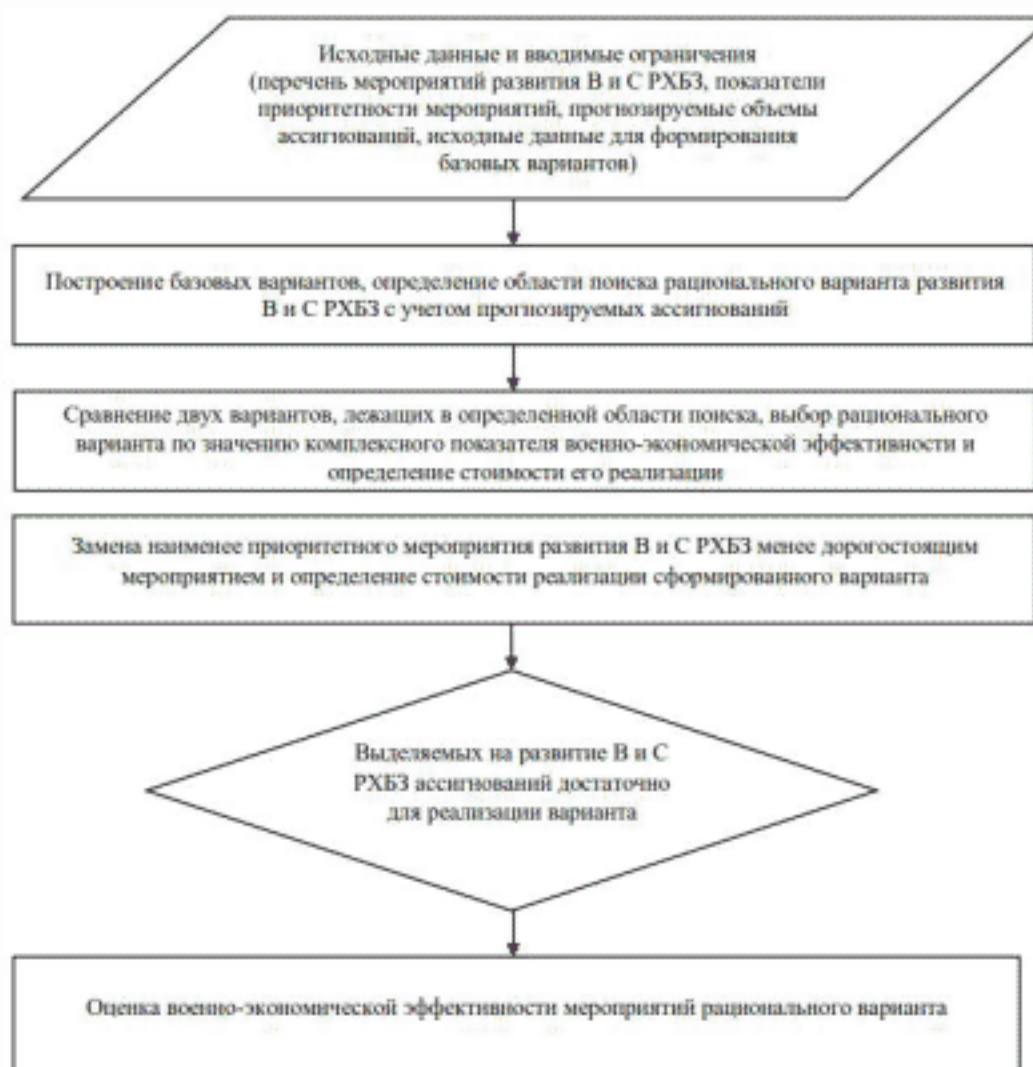 Исходные данные и вводимые ограничения
(перечень мероприятий развития В и С РХБЗ, показатели
приоритетности мероприятий, прогнозируемые объемы
ассигнований, исходные данные для формирования
базовых вариантов)
Построение базовых вариантов, определение области поиска рационального варианта развития
В и С РХБЗ с учетом прогнозируемых ассигнований
Сравнение двух вариантов, лежащих в определенной области поиска, выбор рационального
варианта по значению комплексного показателя военно-экономической эффективности и
определение стоимости его реализации
Замена наименее приоритетного мероприятия развития В и С РХБЗ менее дорогостоящим
мероприятием и определение стоимости реализации сформированного варианта
Выделяемых на развитие В и С
РХБЗ ассигнований достаточно
для реализации варианта
Оценка военно-экономической эффективности мероприятий рационального варианта